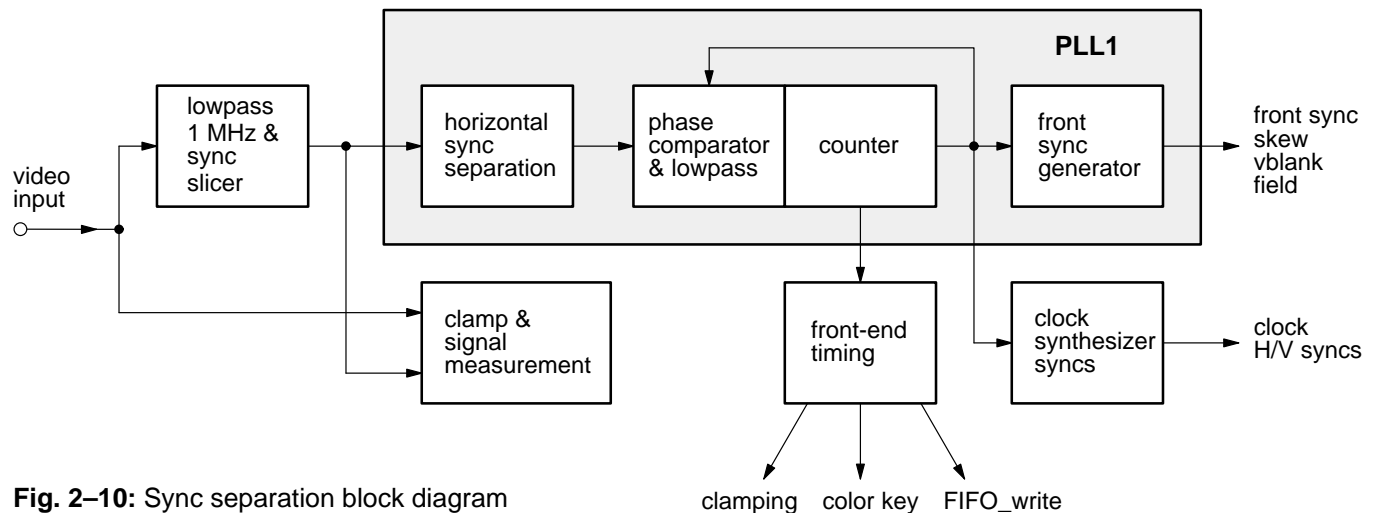 PLL1
lowpass
1 MHz &
sync
slicer
horizontal
sync
separation
phase
comparator
& lowpass
counter
front
sync
generator
front sync
skew
vblank
field
video
input
clamp &
signal
measurement
front-end
timing
clock
synthesizer
syncs
clock
H/V syncs
clamping
color key
FIFO_write
Fig. 2–10: Sync separation block diagram